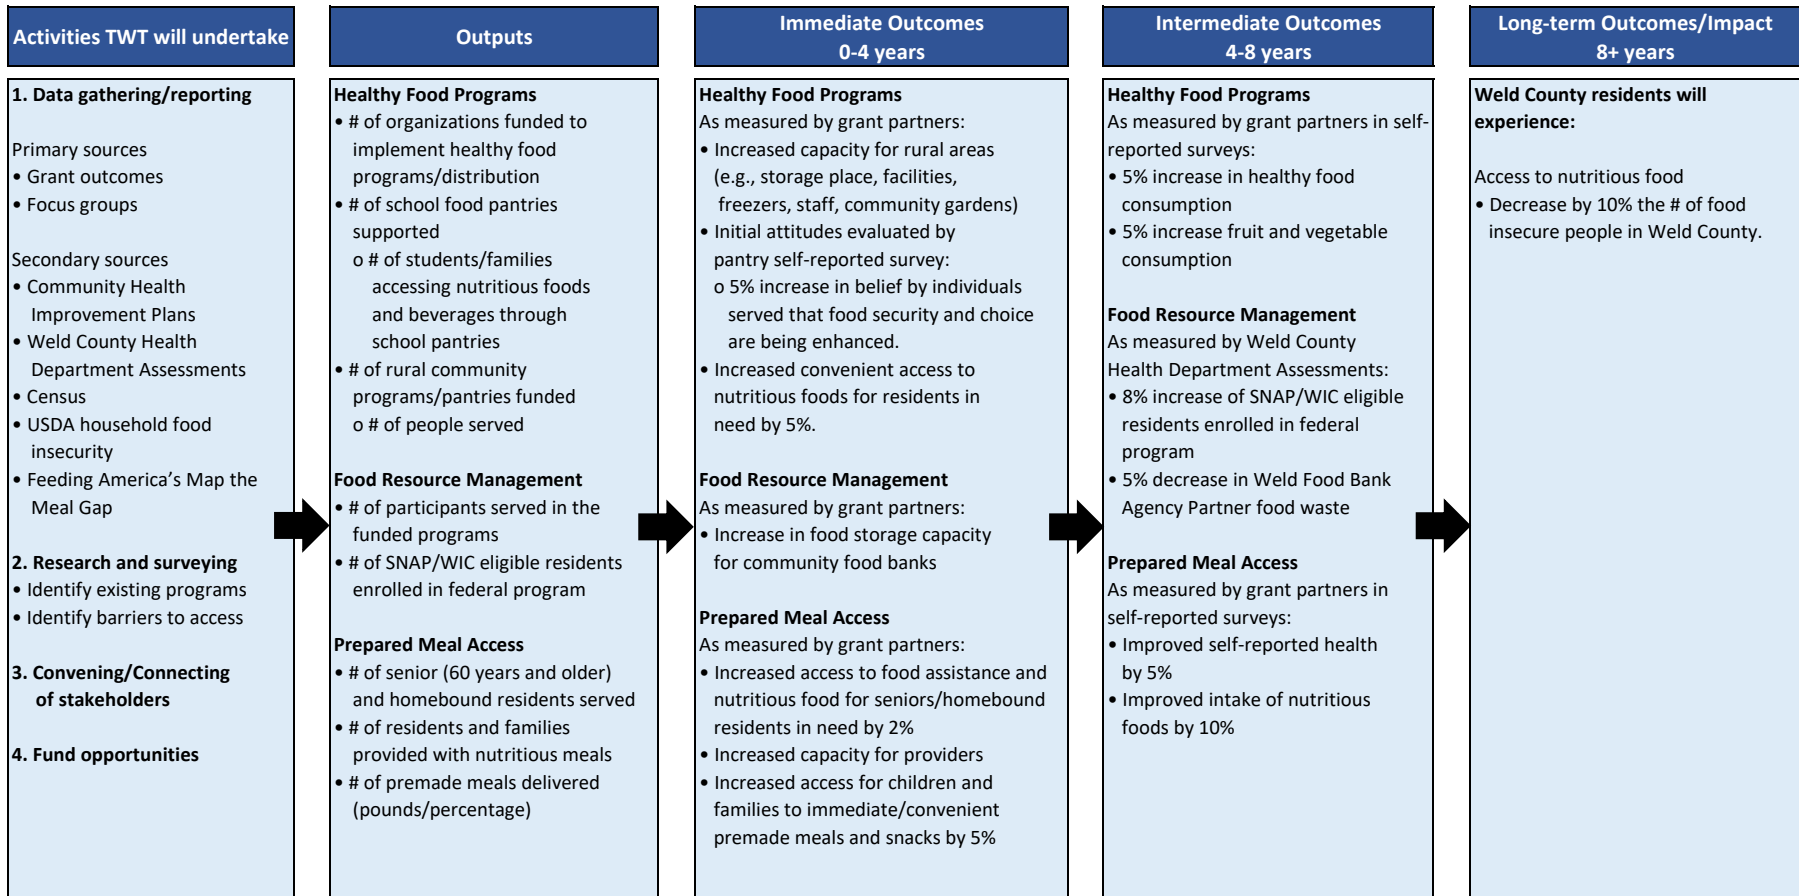 Activities TWT will undertake
1. Data gathering/reporting
Primary sources
• Grant outcomes
• Focus groups
Secondary sources
• Community Health
Improvement Plans
• Weld County Health
Department Assessments
• Census
• USDA household food
insecurity
• Feeding America’s Map the
Meal Gap
2. Research and surveying
• Identify existing programs
• Identify barriers to access
3. Convening/Connecting
of stakeholders
4. Fund opportunities
Outputs
Healthy Food Programs
• # of organizations funded to
implement healthy food
programs/distribution
• # of school food pantries
supported
o # of students/families
accessing nutritious foods
and beverages through
school pantries
• # of rural community
programs/pantries funded
o # of people served
Food Resource Management
• # of participants served in the
funded programs
• # of SNAP/WIC eligible residents
enrolled in federal program
Prepared Meal Access
• # of senior (60 years and older)
and homebound residents served
• # of residents and families
provided with nutritious meals
• # of premade meals delivered
(pounds/percentage)
Immediate Outcomes
0-4 years
Healthy Food Programs
As measured by grant partners:
• Increased capacity for rural areas
(e.g., storage place, facilities,
freezers, staff, community gardens)
• Initial attitudes evaluated by
pantry self-reported survey:
o 5% increase in belief by individuals
served that food security and choice
are being enhanced.
• Increased convenient access to
nutritious foods for residents in
need by 5%.
Food Resource Management
As measured by grant partners:
• Increase in food storage capacity
for community food banks
Prepared Meal Access
As measured by grant partners:
• Increased access to food assistance and
nutritious food for seniors/homebound
residents in need by 2%
• Increased capacity for providers
• Increased access for children and
families to immediate/convenient
premade meals and snacks by 5%
Intermediate Outcomes
4-8 years
Healthy Food Programs
As measured by grant partners in self-
reported surveys:
• 5% increase in healthy food
consumption
• 5% increase fruit and vegetable
consumption
Food Resource Management
As measured by Weld County
Health Department Assessments:
• 8% increase of SNAP/WIC eligible
residents enrolled in federal
program
• 5% decrease in Weld Food Bank
Agency Partner food waste
Prepared Meal Access
As measured by grant partners in
self-reported surveys:
• Improved self-reported health
by 5%
• Improved intake of nutritious
foods by 10%
Long-term Outcomes/Impact
8+ years
Weld County residents will
experience:
Access to nutritious food
• Decrease by 10% the # of food
insecure people in Weld County.